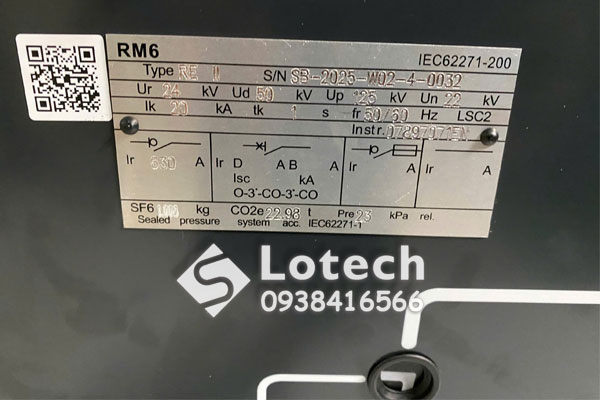 RM6 IEC62271-200
Type RE II S/N SB-2025-W02-4-0032
Ur 24 kV Ud 50 kV Up 125 kV Un 22 kV
Ik 20 kA tk 1 s fr 50/60 Hz LSC2
Instr. 07897071EN
Ir 630 A Ir D A B A Ir A Ir A
Isc kA
O-3'-CO-3'-CO
SF6 kg CO2e 22.98 t Pre 23 kPa rel.
Sealed pressure system acc. IEC62271-1
Lotech
0938416566